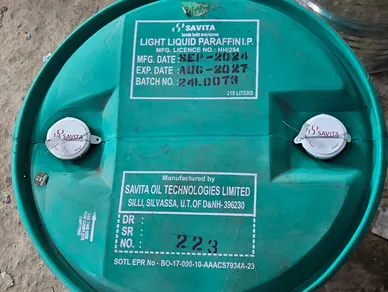 SAVITA
LIGHT LIQUID PARAFFIN I.P.
MFG. LICENCE NO.- NH/254
MFG. DATE :SEP-2024
EXP. DATE :AUG-2027
BATCH NO. :24LD073
210 LITERS
SAVITA
SAVITA
Manufactured by
SAVITA OIL TECHNOLOGIES LIMITED
SILLI, SILVASSA, U.T. OF D&NH-396230
DR :
SR :
NO. : 223
SOTL EPR No - BO-17-000-10-AAACS7934A-23